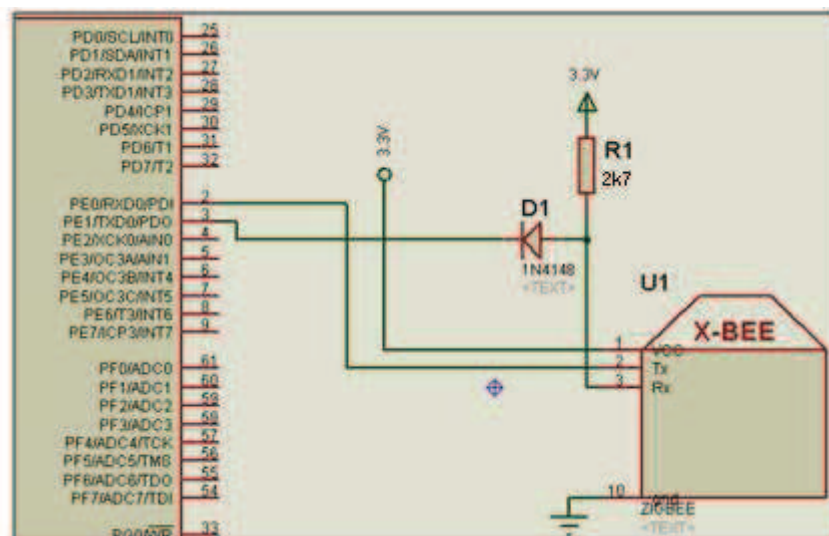 PD0/SCL/INT0 25
PD1/SDA/INT1 26
PD2/RXD1/INT2 27
PD3/TXD1/INT3 28
PD4/ICP1 29
PD5/XCK1 30
PD6/T1 31
PD7/T2 32
PE0/RXD0/PDI 2
PE1/TXD0/PDO 3
PE2/XCK0/AIN0 4
PE3/OC3A/AIN1 5
PE4/OC3B/INT4 6
PE5/OC3C/INT5 7
PE6/T3/INT6 8
PE7/ICP3/INT7 9
PF0/ADC0 61
PF1/ADC1 60
PF2/ADC2 59
PF3/ADC3 58
PF4/ADC4/TCK 57
PF5/ADC5/TMS 56
PF6/ADC6/TDO 55
PF7/ADC7/TDI 54
PG0/WR 33
3.3V
3.3V
R1
2k7
D1
1N4148
<TEXT>
U1
X-BEE
1 VCC
2 Tx
3 Rx
10 gnd
ZIGBEE
<TEXT>